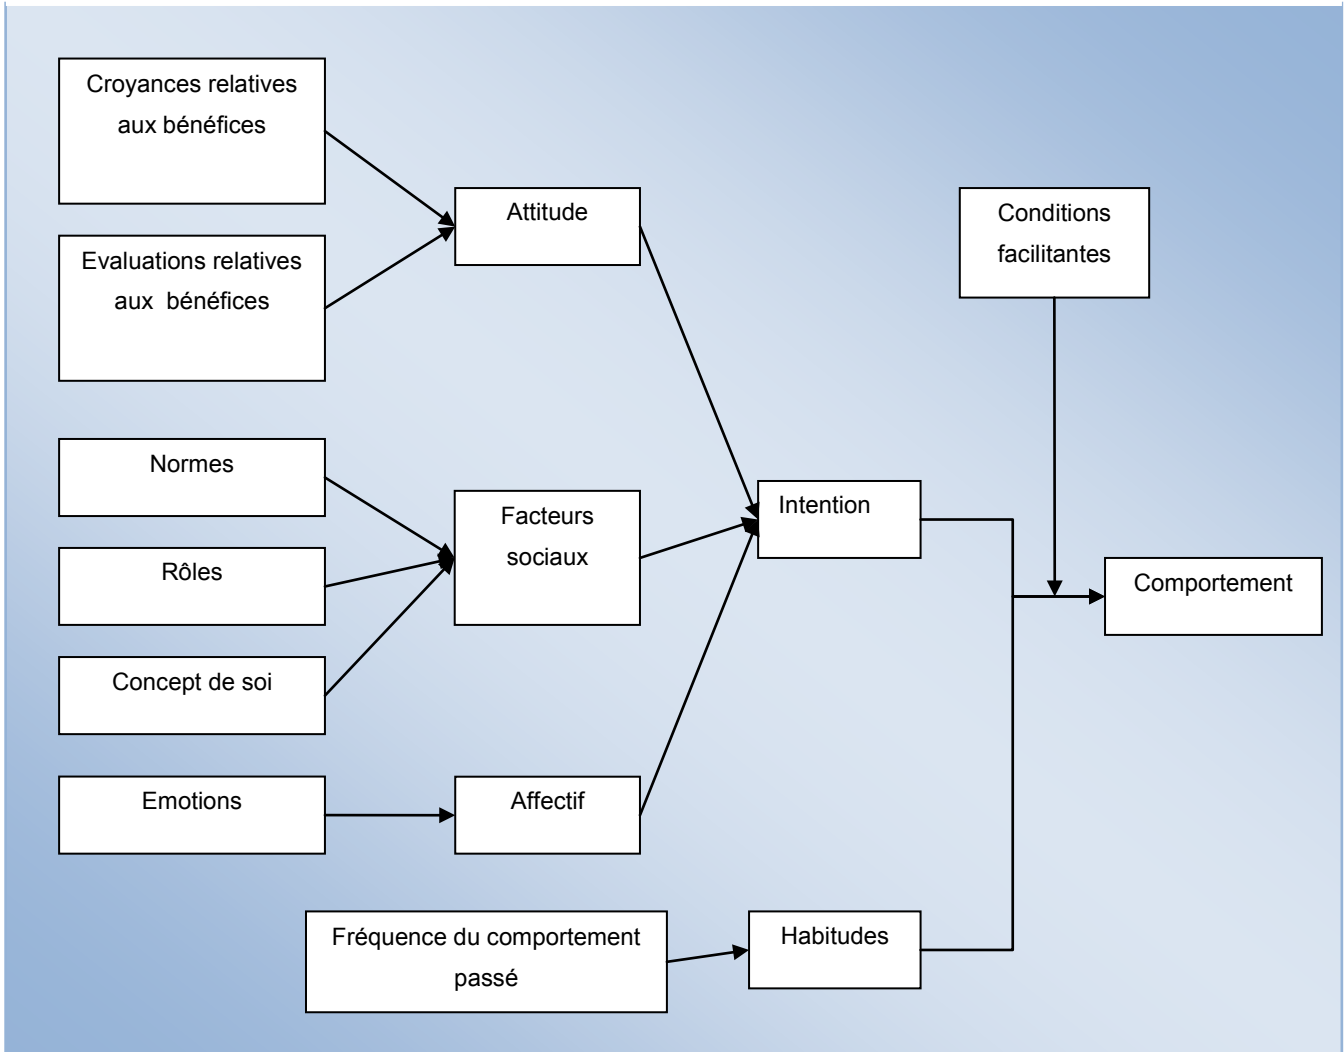 Croyances relatives
aux bénéfices
Evaluations relatives
aux bénéfices
Attitude
Conditions
facilitantes
Normes
Rôles
Concept de soi
Facteurs
sociaux
Intention
Comportement
Emotions
Affectif
Fréquence du comportement
passé
Habitudes